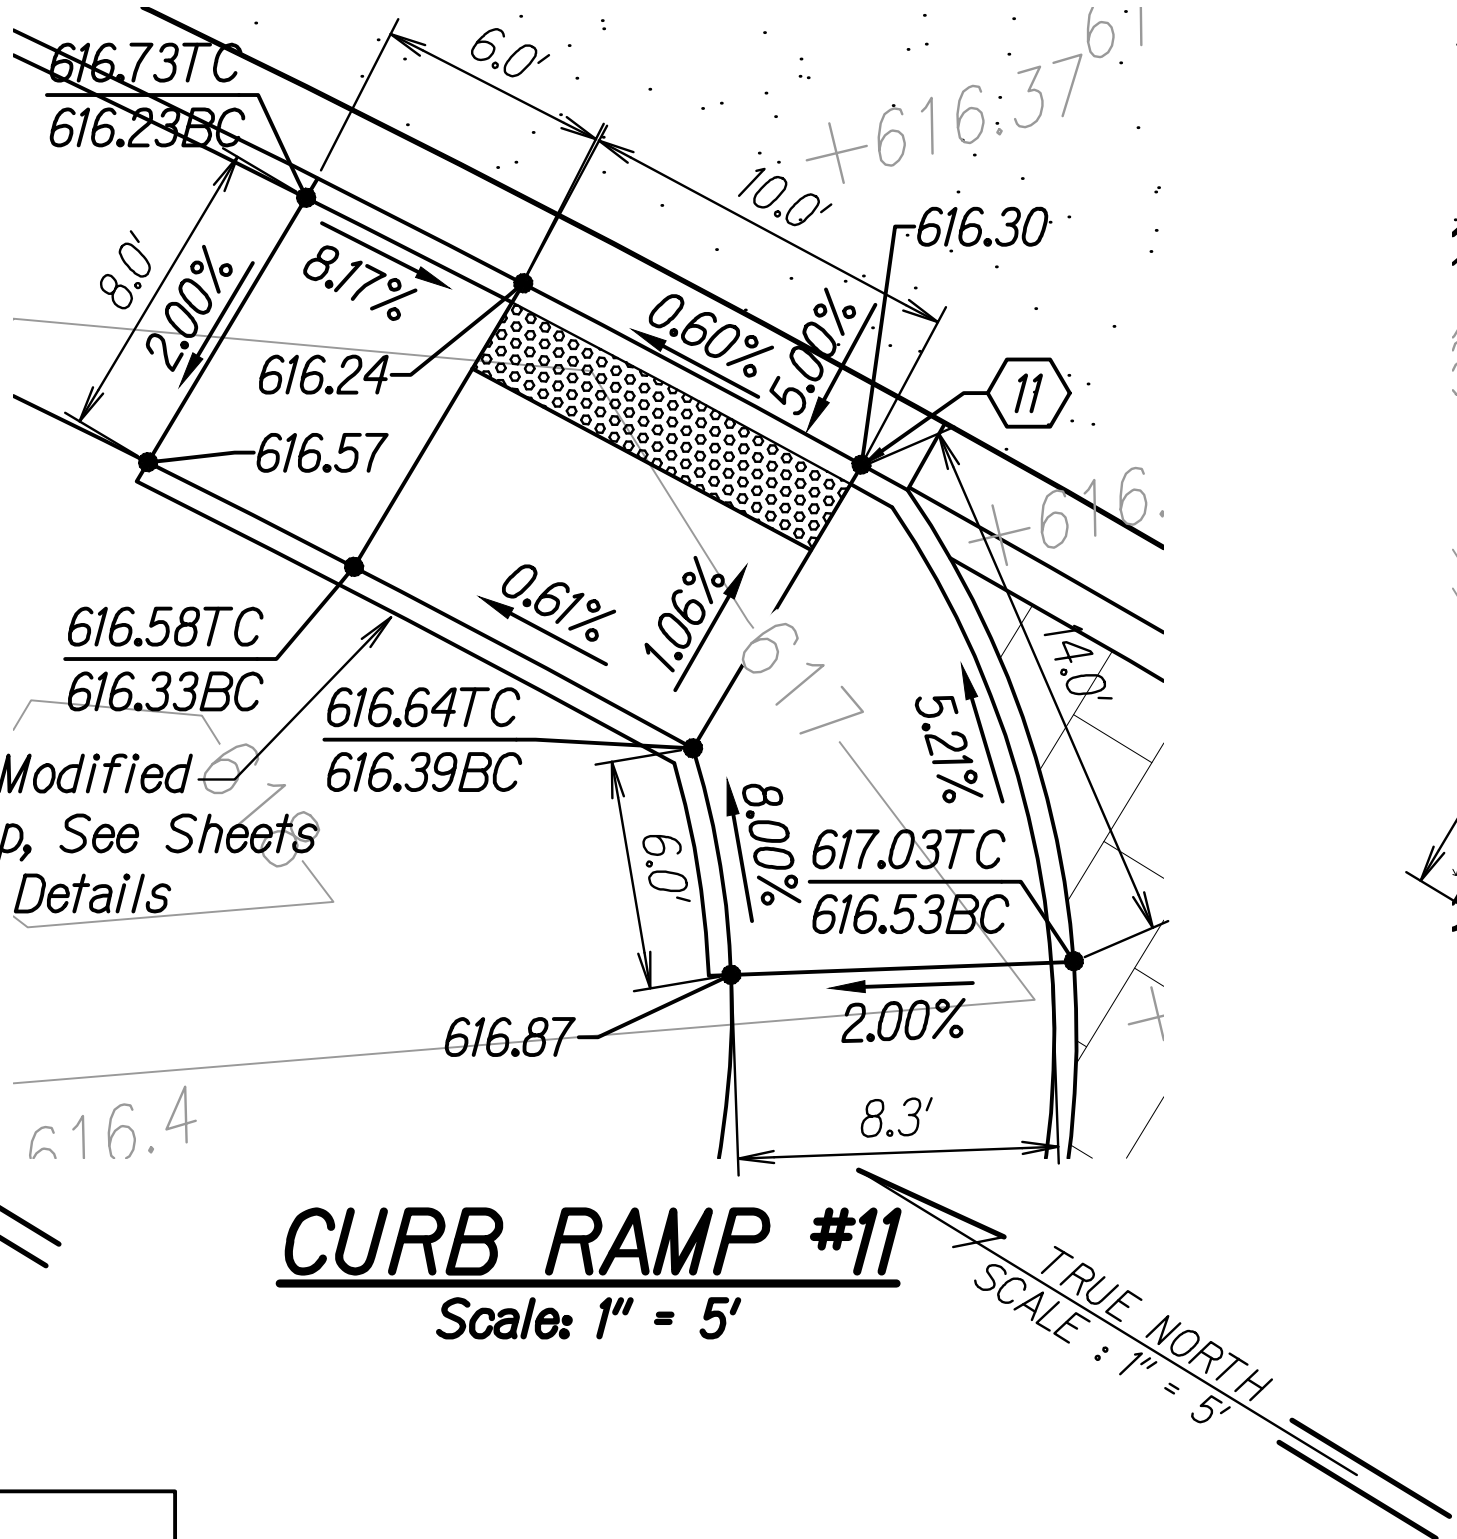 616.73TC
616.23BC
6.0'
61
+616.37
10.0'
616.30
8.0'
2.00%
8.17%
0.60%
5.00%
11
616.24
616.57
+616.
616.58TC
616.33BC
0.61%
1.06%
617
14.0'
616.64TC
616.39BC
5.21%
Modified
p, See Sheets
Details
618
6.0'
8.00%
617.03TC
616.53BC
616.87
2.00%
+
616.4
8.3'
CURB RAMP #11
Scale: 1" = 5'
TRUE NORTH
SCALE : 1" = 5'